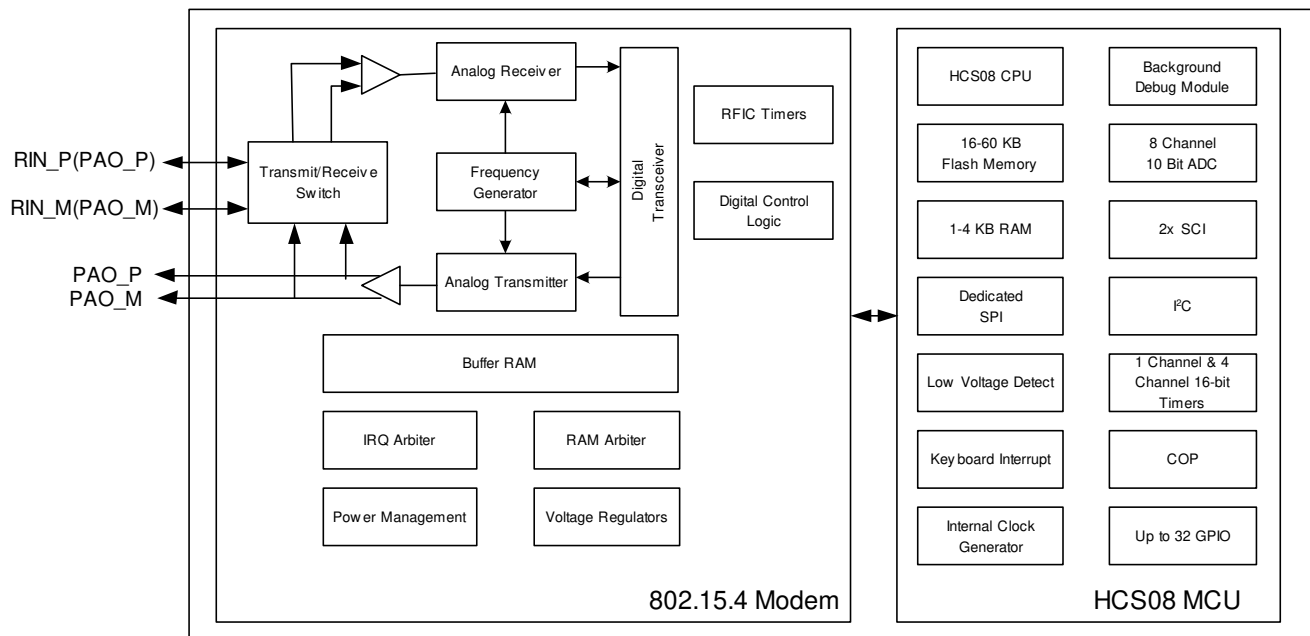 RIN_P(PAO_P)
RIN_M(PAO_M)
PAO_P
PAO_M
Transmit/Receive
Switch
Analog Receiver
Frequency
Generator
Analog Transmitter
Digital
Transceiver
RFIC Timers
Digital Control
Logic
Buffer RAM
IRQ Arbiter
RAM Arbiter
Power Management
Voltage Regulators
802.15.4 Modem
HCS08 CPU
Background
Debug Module
16-60 KB
Flash Memory
8 Channel
10 Bit ADC
1-4 KB RAM
2x SCI
Dedicated
SPI
I²C
Low Voltage Detect
1 Channel & 4
Channel 16-bit
Timers
Keyboard Interrupt
COP
Internal Clock
Generator
Up to 32 GPIO
HCS08 MCU